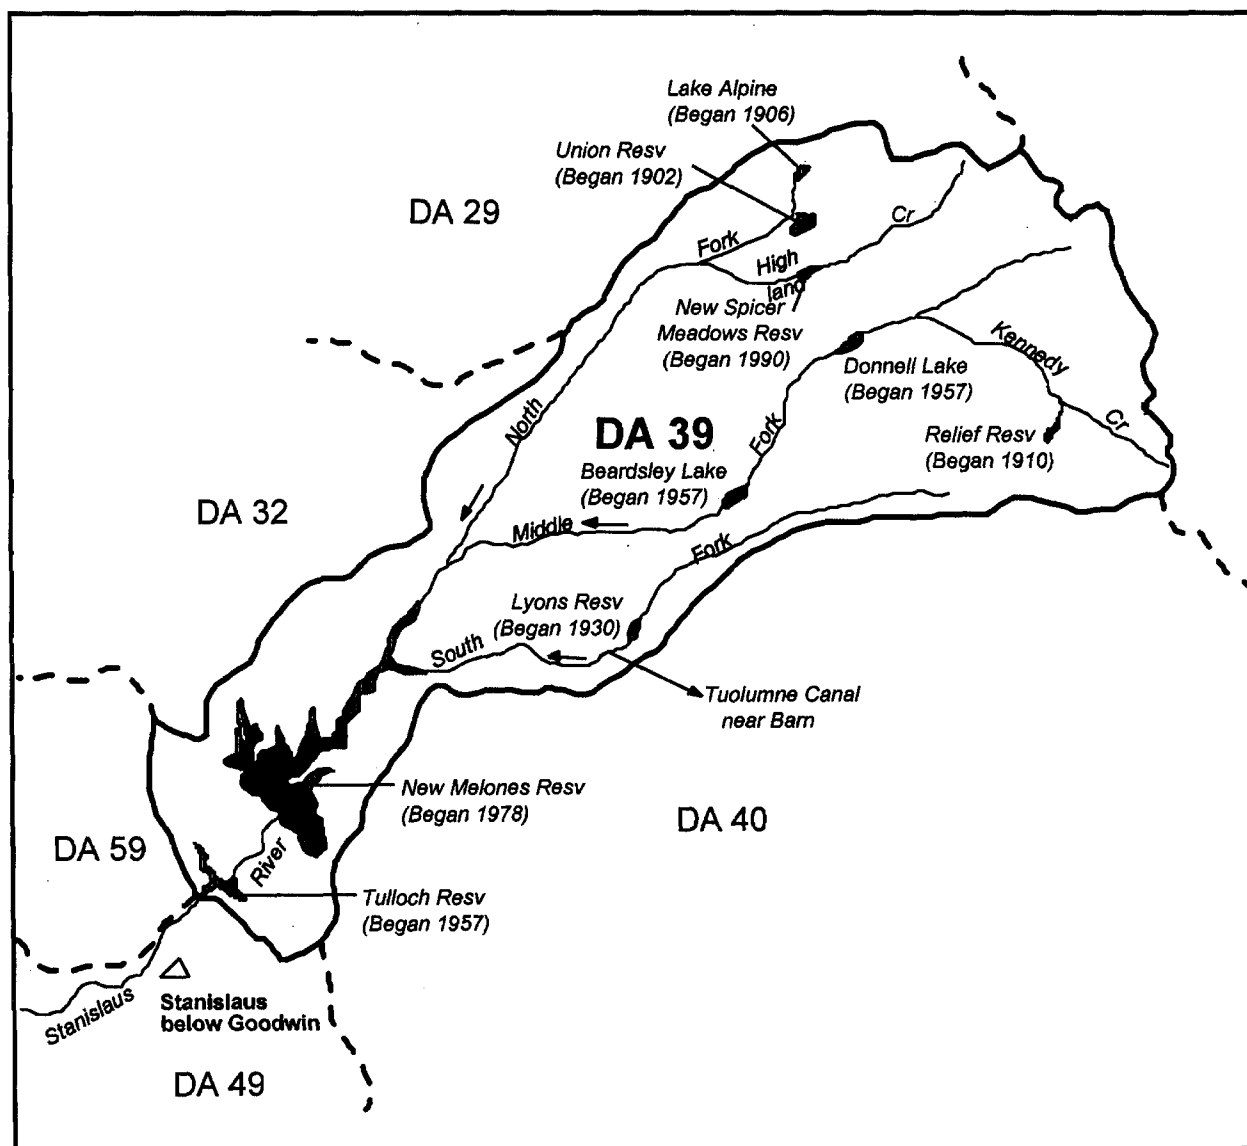 Lake Alpine
(Began 1906)
Union Resv
(Began 1902)
DA 29
Fork
Cr
High
land
New Spicer
Meadows Resv
(Began 1990)
Kennedy
Cr
Donnell Lake
(Began 1957)
North
DA 39
Fork
Relief Resv
(Began 1910)
Beardsley Lake
(Began 1957)
DA 32
Middle
Fork
Lyons Resv
(Began 1930)
South
Tuolumne Canal
near Barn
New Melones Resv
(Began 1978)
DA 40
DA 59
River
Tulloch Resv
(Began 1957)
Stanislaus
Stanislaus
below Goodwin
DA 49